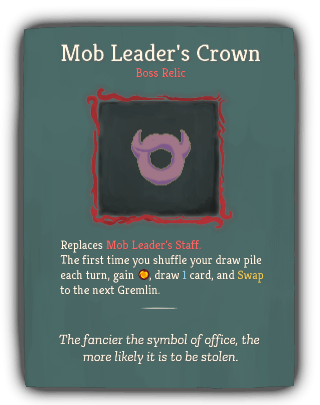 Mob Leader's Crown
Boss Relic
Replaces Mob Leader's Staff.
The first time you shuffle your draw pile
each turn, gain , draw 1 card, and Swap
to the next Gremlin.
The fancier the symbol of office, the
more likely it is to be stolen.